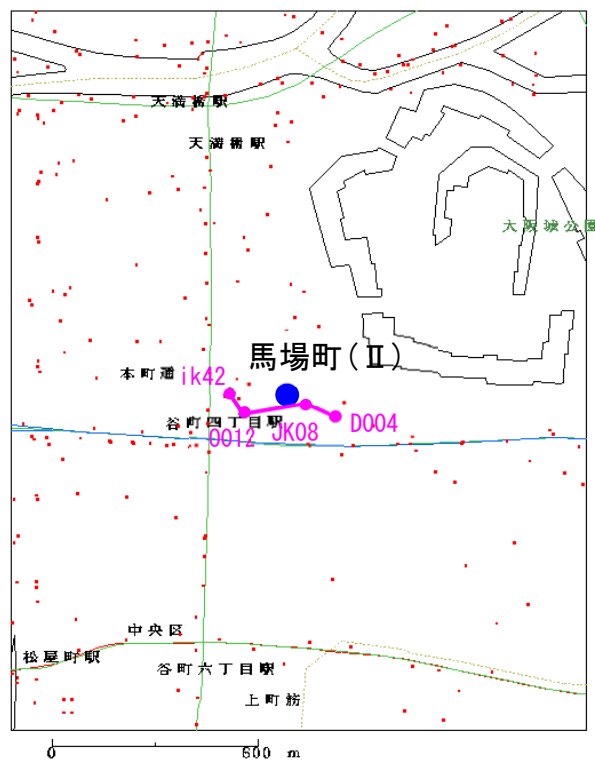 天満橋駅
天満橋駅
大阪城公園
馬場町(Ⅱ)
本町通
ik42
谷町四丁目駅
D004
0012
JK08
中央区
松屋町駅
谷町六丁目駅
上町筋
0
600 m